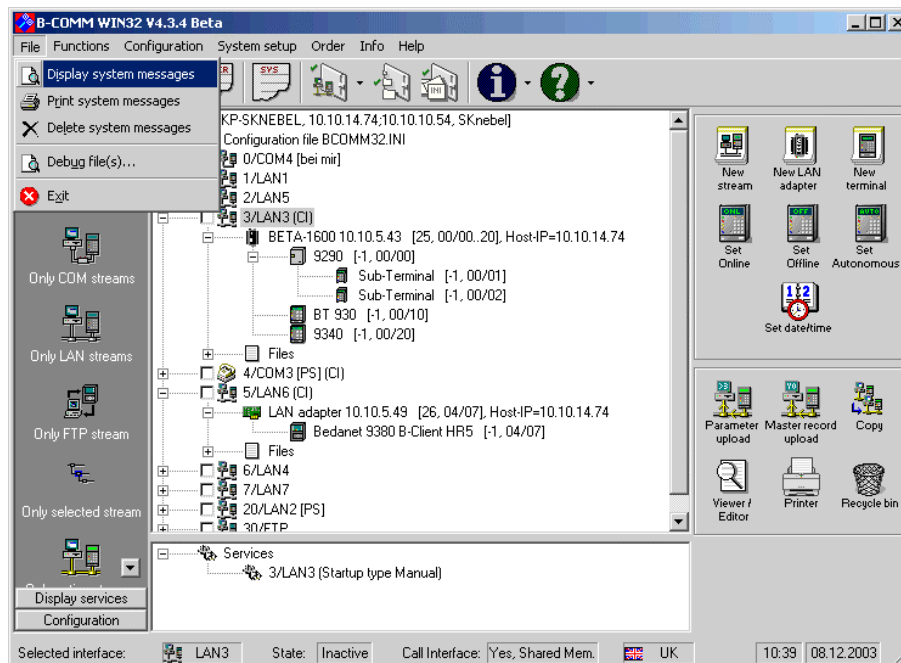 B-COMM WIN32 V4.3.4 Beta
File Functions Configuration System setup Order Info Help
Display system messages
Print system messages
Delete system messages
Debug file(s)...
Exit
SYS
INI
KP-SKNEBEL, 10.10.14.74;10.10.10.54, SKnebel]
Configuration file BCOMM32.INI
0/COM4 [bei mir]
1/LAN1
2/LAN5
3/LAN3 (CI)
BETA-1600 10.10.5.43 [25, 00/00..20], Host-IP=10.10.14.74
9290 [-1, 00/00]
Sub-Terminal [-1, 00/01]
Sub-Terminal [-1, 00/02]
BT 930 [-1, 00/10]
9340 [-1, 00/20]
Files
4/COM3 [PS] (CI)
5/LAN6 (CI)
LAN adapter 10.10.5.49 [26, 04/07], Host-IP=10.10.14.74
Bedanet 9380 B-Client HR5 [-1, 04/07]
Files
6/LAN4
7/LAN7
20/LAN2 [PS]
30/FTP
Only COM streams
Only LAN streams
Only FTP stream
Only selected stream
Display services
Configuration
Services
3/LAN3 (Startup type Manual)
New stream
New LAN adapter
New terminal
ONL
OFF
AUTO
Set Online
Set Offline
Set Autonomous
Set date/time
Parameter upload
Master record upload
Copy
Viewer / Editor
Printer
Recycle bin
Selected interface: LAN3 State: Inactive Call Interface: Yes, Shared Mem. UK 10:39 08.12.2003